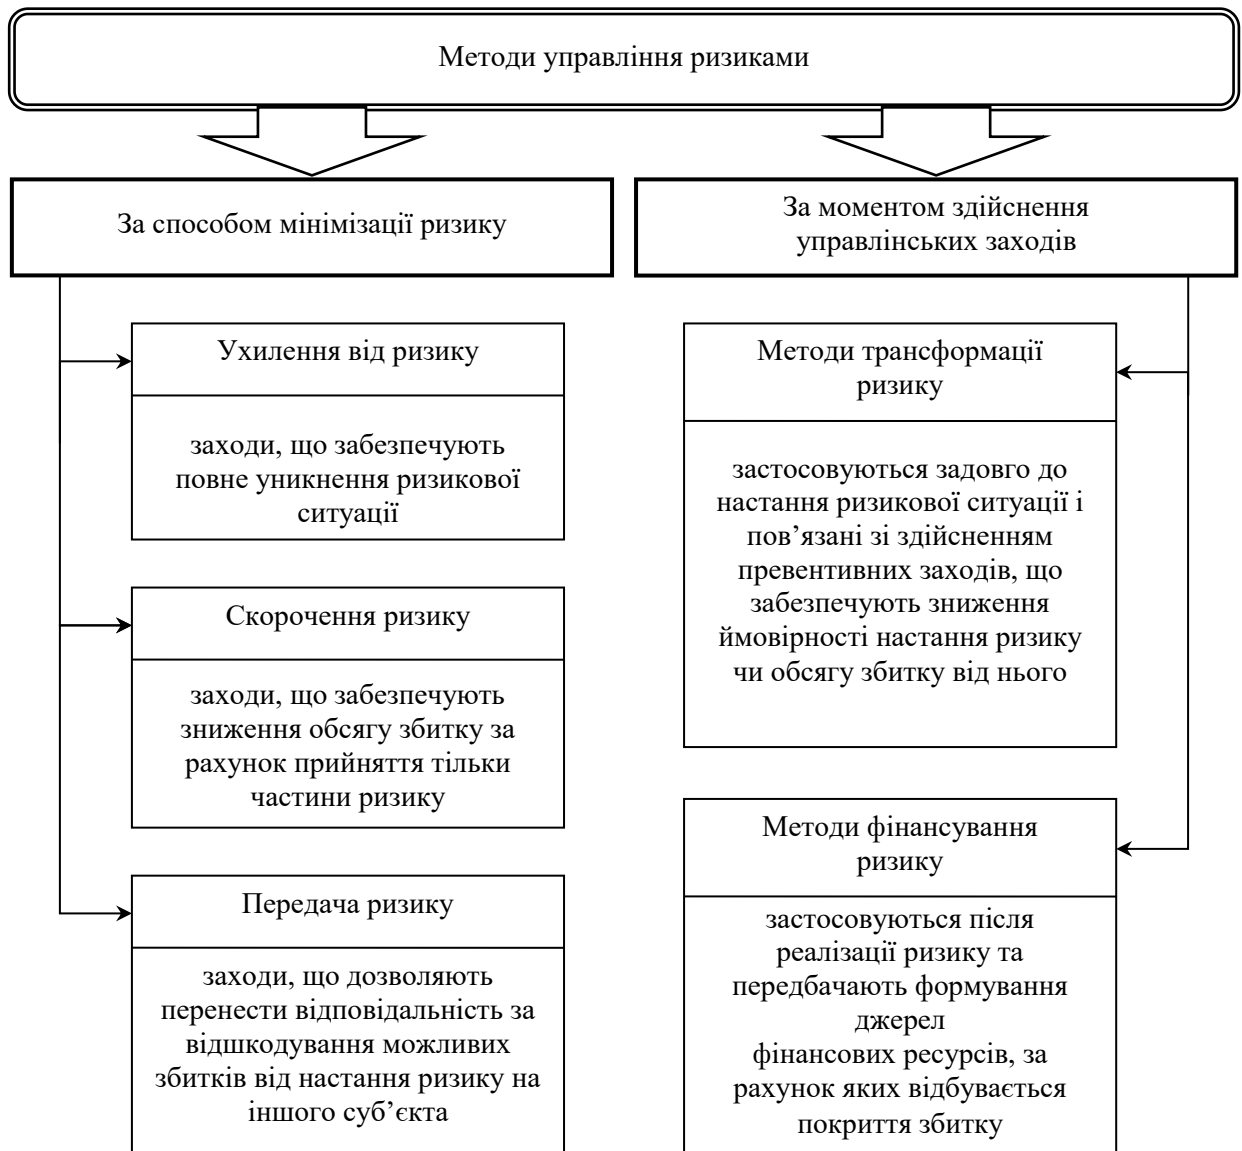 Методи управління ризиками
За способом мінімізації ризику
За моментом здійснення
управлінських заходів
Ухилення від ризику
заходи, що забезпечують
повне уникнення ризикової
ситуації
Скорочення ризику
заходи, що забезпечують
зниження обсягу збитку за
рахунок прийняття тільки
частини ризику
Передача ризику
заходи, що дозволяють
перенести відповідальність за
відшкодування можливих
збитків від настання ризику на
іншого суб’єкта
Методи трансформації
ризику
застосовуються задовго до
настання ризикової ситуації і
пов’язані зі здійсненням
превентивних заходів, що
забезпечують зниження
ймовірності настання ризику
чи обсягу збитку від нього
Методи фінансування
ризику
застосовуються після
реалізації ризику та
передбачають формування
джерел
фінансових ресурсів, за
рахунок яких відбувається
покриття збитку